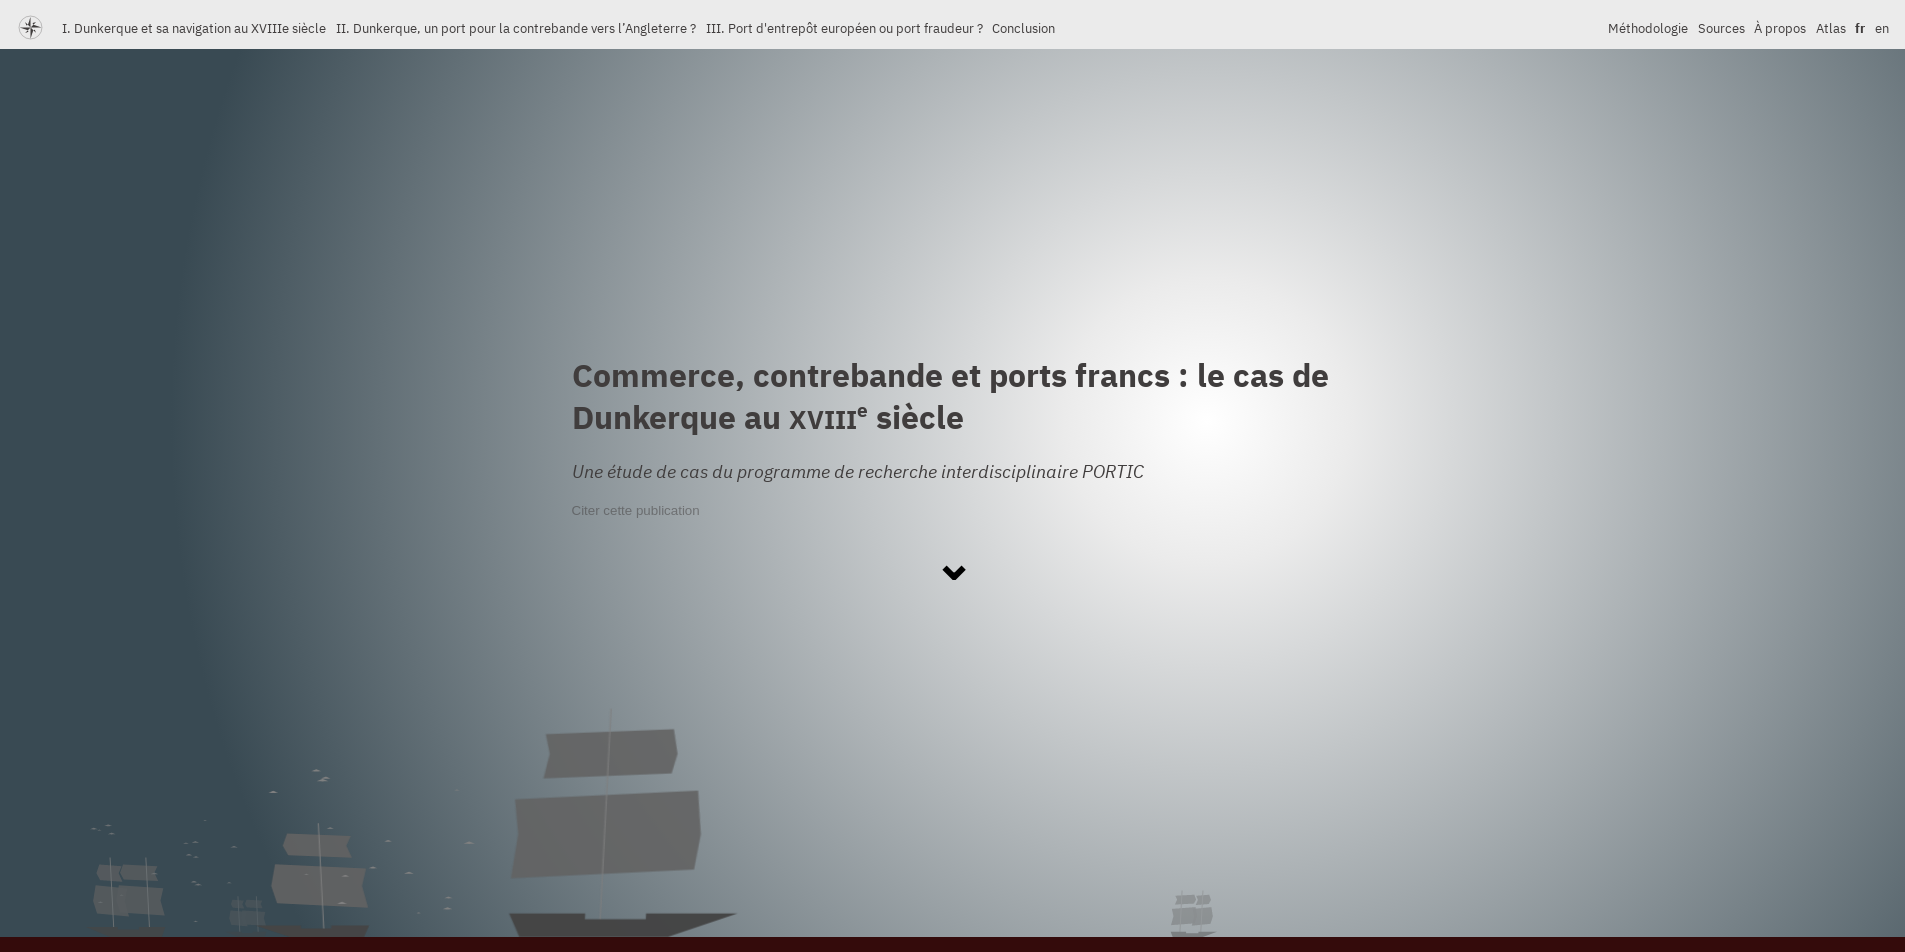 I. Dunkerque et sa navigation au XVIIIe siècle II. Dunkerque, un port pour la contrebande vers l’Angleterre ? III. Port d'entrepôt européen ou port fraudeur ? Conclusion Méthodologie Sources À propos Atlas fr en
Commerce, contrebande et ports francs : le cas de
Dunkerque au XVIIIe siècle
Une étude de cas du programme de recherche interdisciplinaire PORTIC
Citer cette publication